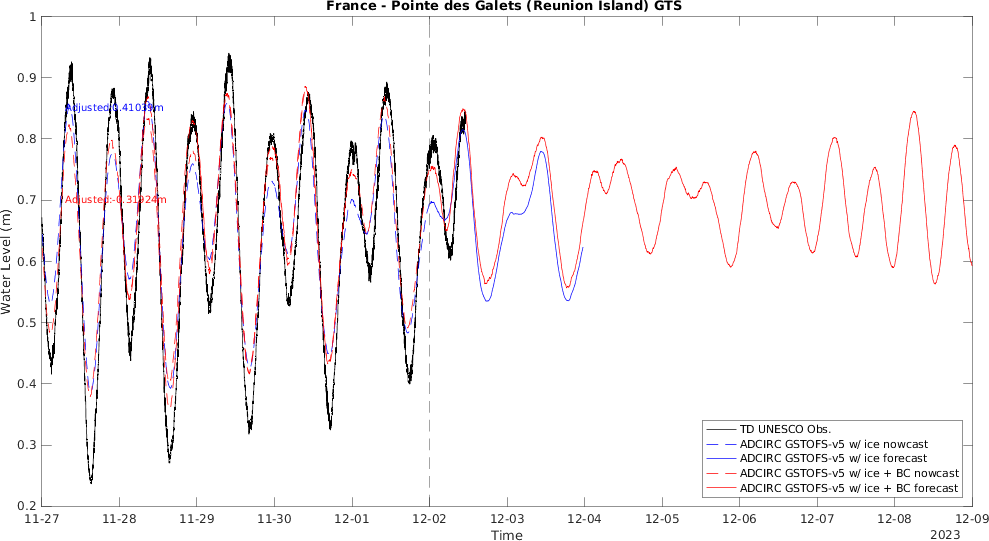 France - Pointe des Galets (Reunion Island) GTS
1
0.9
0.8
0.7
0.6
0.5
0.4
0.3
0.2
Water Level (m)
Adjusted:0.41039m
Adjusted:-0.31924m
TD UNESCO Obs.
ADCIRC GSTOFS-v5 w/ ice nowcast
ADCIRC GSTOFS-v5 w/ ice forecast
ADCIRC GSTOFS-v5 w/ ice + BC nowcast
ADCIRC GSTOFS-v5 w/ ice + BC forecast
11-27 11-28 11-29 11-30 12-01 12-02 12-03 12-04 12-05 12-06 12-07 12-08 12-09
Time
2023